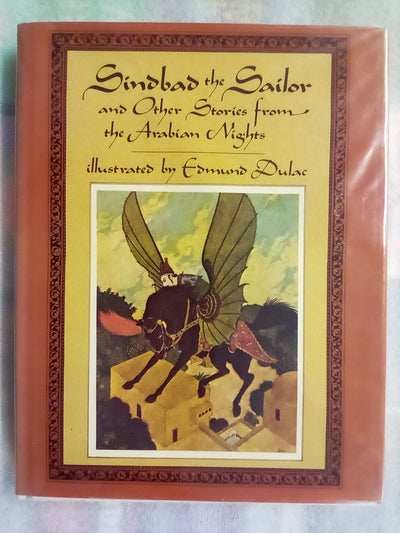 Sindbad the Sailor
and Other Stories from
the Arabian Nights
illustrated by Edmund Dulac